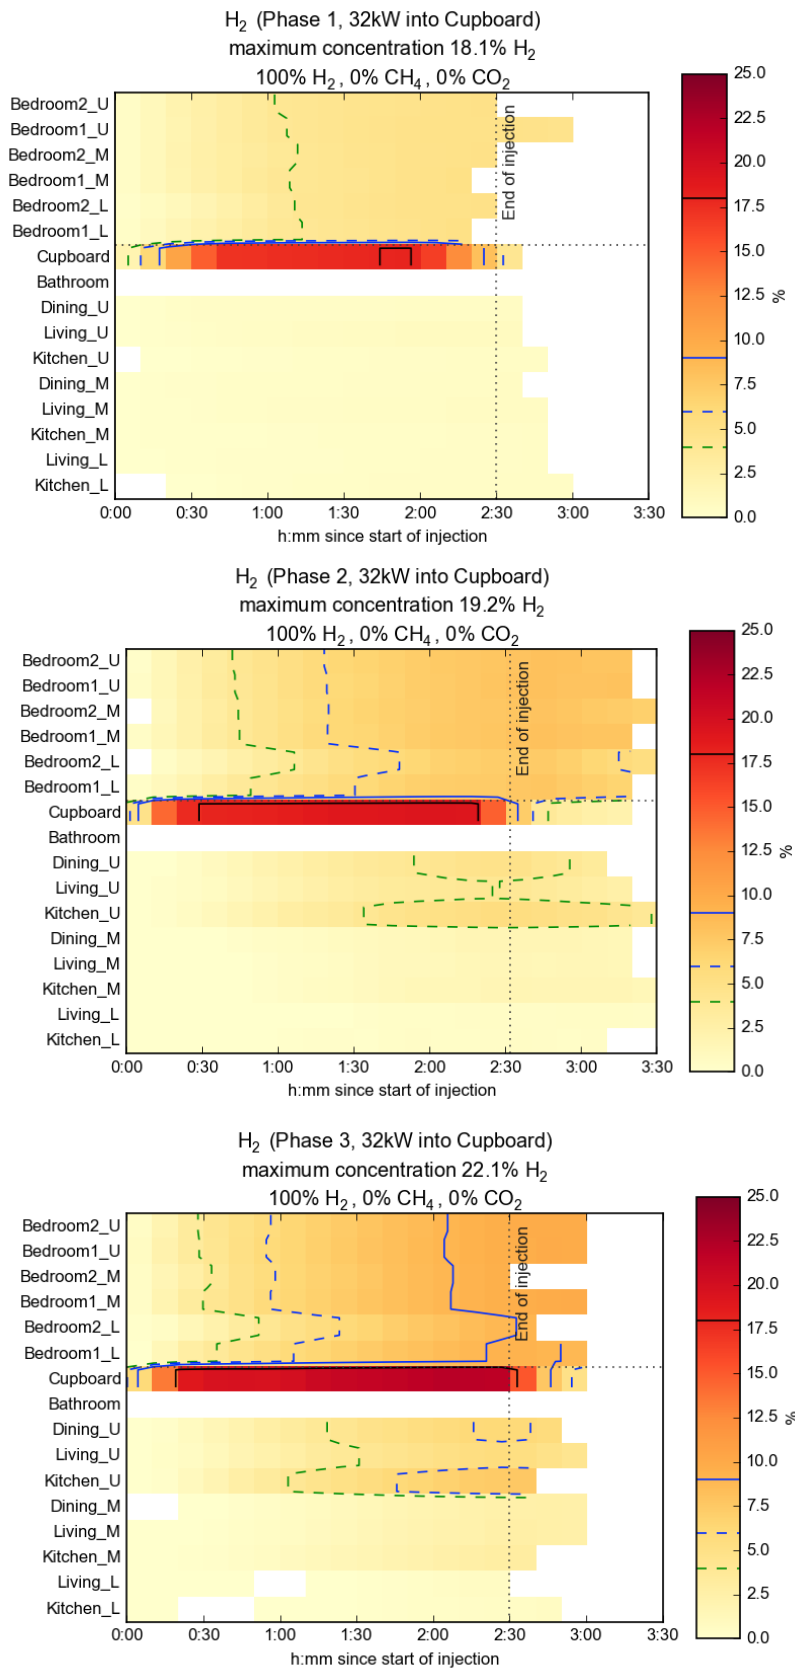 H2 (Phase 1, 32kW into Cupboard)
maximum concentration 18.1% H2
100% H2, 0% CH4, 0% CO2
Bedroom2_U
Bedroom1_U
Bedroom2_M
Bedroom1_M
Bedroom2_L
Bedroom1_L
Cupboard
Bathroom
Dining_U
Living_U
Kitchen_U
Dining_M
Living_M
Kitchen_M
Living_L
Kitchen_L
End of injection
0:00 0:30 1:00 1:30 2:00 2:30 3:00 3:30
h:mm since start of injection
25.0
22.5
20.0
17.5
15.0
12.5
10.0
7.5
5.0
2.5
0.0
%
H2 (Phase 2, 32kW into Cupboard)
maximum concentration 19.2% H2
100% H2, 0% CH4, 0% CO2
Bedroom2_U
Bedroom1_U
Bedroom2_M
Bedroom1_M
Bedroom2_L
Bedroom1_L
Cupboard
Bathroom
Dining_U
Living_U
Kitchen_U
Dining_M
Living_M
Kitchen_M
Living_L
Kitchen_L
End of injection
0:00 0:30 1:00 1:30 2:00 2:30 3:00 3:30
h:mm since start of injection
25.0
22.5
20.0
17.5
15.0
12.5
10.0
7.5
5.0
2.5
0.0
%
H2 (Phase 3, 32kW into Cupboard)
maximum concentration 22.1% H2
100% H2, 0% CH4, 0% CO2
Bedroom2_U
Bedroom1_U
Bedroom2_M
Bedroom1_M
Bedroom2_L
Bedroom1_L
Cupboard
Bathroom
Dining_U
Living_U
Kitchen_U
Dining_M
Living_M
Kitchen_M
Living_L
Kitchen_L
End of injection
0:00 0:30 1:00 1:30 2:00 2:30 3:00 3:30
h:mm since start of injection
25.0
22.5
20.0
17.5
15.0
12.5
10.0
7.5
5.0
2.5
0.0
%